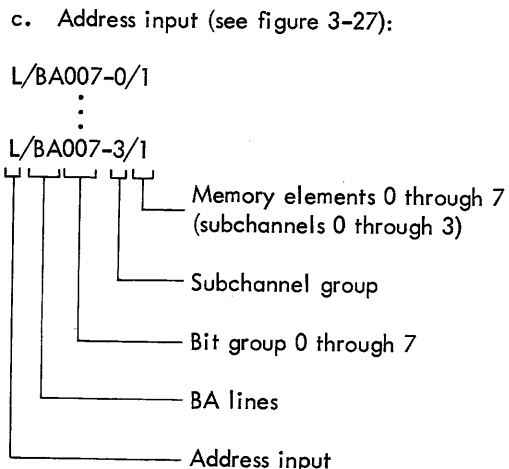 c. Address input (see figure 3-27):
L/BA007-0/1
L/BA007-3/1
Memory elements 0 through 7
(subchannels 0 through 3)
Subchannel group
Bit group 0 through 7
BA lines
Address input